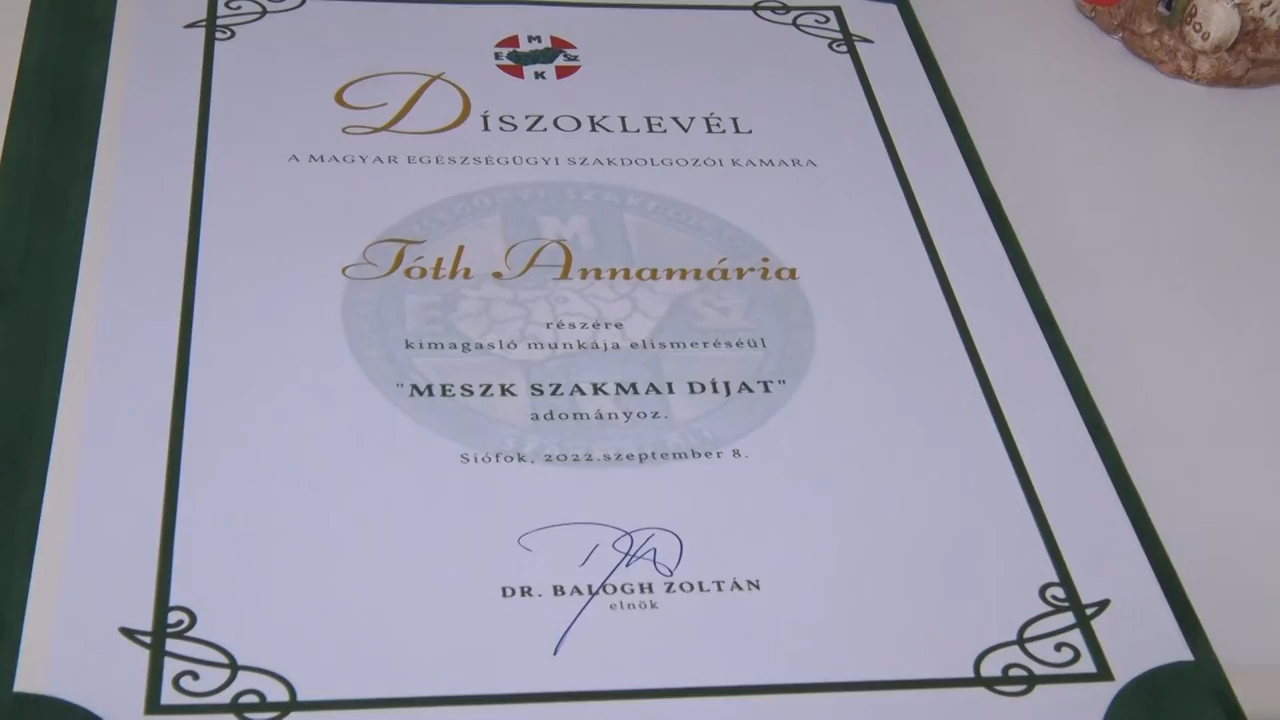 M
E SZ
K
DÍSZOKLEVÉL
A MAGYAR EGÉSZSÉGÜGYI SZAKDOLGOZÓI KAMARA
Tóth Annamária
részére
kimagasló munkája elismeréséül
"MESZK SZAKMAI DÍJAT"
adományoz.
Siófok, 2022.szeptember 8.
DR. BALOGH ZOLTÁN
elnök